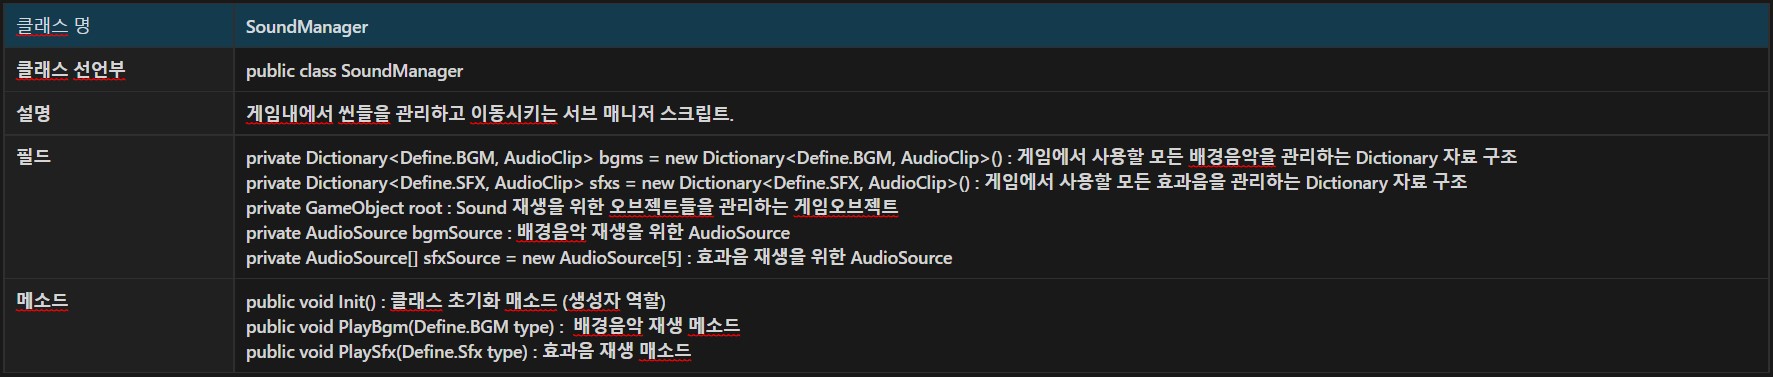 클래스 명 SoundManager
클래스 선언부 public class SoundManager
설명 게임내에서 씬들을 관리하고 이동시키는 서브 매니저 스크립트.
필드 private Dictionary<Define.BGM, AudioClip> bgms = new Dictionary<Define.BGM, AudioClip>() : 게임에서 사용할 모든 배경음악을 관리하는 Dictionary 자료 구조
private Dictionary<Define.SFX, AudioClip> sfxs = new Dictionary<Define.SFX, AudioClip>() : 게임에서 사용할 모든 효과음을 관리하는 Dictionary 자료 구조
private GameObject root : Sound 재생을 위한 오브젝트들을 관리하는 게임오브젝트
private AudioSource bgmSource : 배경음악 재생을 위한 AudioSource
private AudioSource[] sfxSource = new AudioSource[5] : 효과음 재생을 위한 AudioSource
메소드 public void Init() : 클래스 초기화 매소드 (생성자 역할)
public void PlayBgm(Define.BGM type) : 배경음악 재생 메소드
public void PlaySfx(Define.Sfx type) : 효과음 재생 매소드